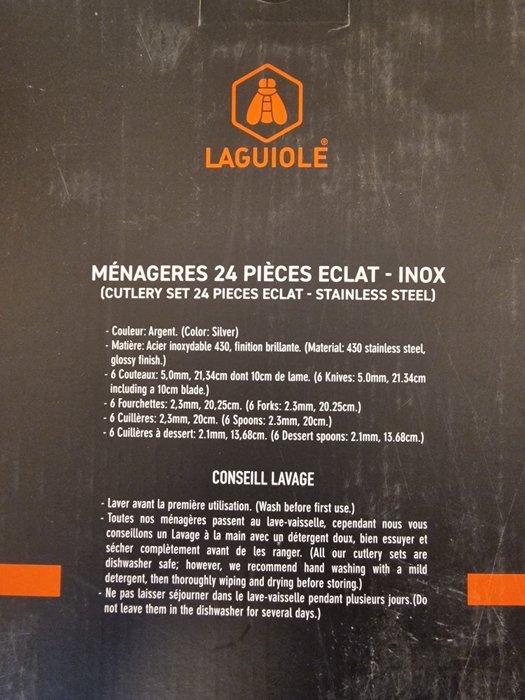 LAGUIOLE®
MÉNAGERES 24 PIÈCES ECLAT - INOX
(CUTLERY SET 24 PIECES ECLAT - STAINLESS STEEL)
- Couleur: Argent. (Color: Silver)
- Matière: Acier inoxydable 430, finition brillante. (Material: 430 stainless steel,
glossy finish.)
- 6 Couteaux: 5,0mm, 21,34cm dont 10cm de lame. (6 Knives: 5.0mm, 21.34cm
including a 10cm blade.)
- 6 Fourchettes: 2,3mm, 20,25cm. (6 Forks: 2.3mm, 20.25cm.)
- 6 Cuillères: 2,3mm, 20cm. (6 Spoons: 2.3mm, 20cm.)
- 6 Cuillères à dessert: 2.1mm, 13,68cm. (6 Dessert spoons: 2.1mm, 13.68cm.)
CONSEILL LAVAGE
- Laver avant la première utilisation. (Wash before first use.)
- Toutes nos ménagères passent au lave-vaisselle, cependant nous vous
conseillons un Lavage à la main avec un détergent doux, bien essuyer et
sécher complètement avant de les ranger. (All our cutlery sets are
dishwasher safe; however, we recommend hand washing with a mild
detergent, then thoroughly wiping and drying before storing.)
- Ne pas laisser séjourner dans le lave-vaisselle pendant plusieurs jours.(Do
not leave them in the dishwasher for several days.)